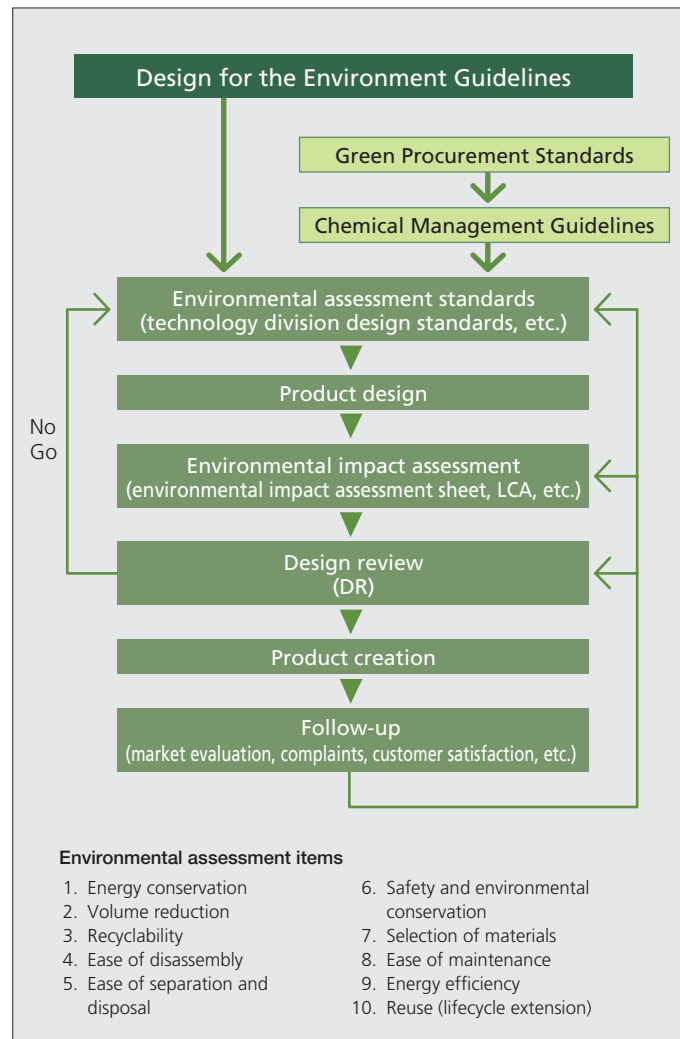 Design for the Environment Guidelines
Green Procurement Standards
Chemical Management Guidelines
Environmental assessment standards
(technology division design standards, etc.)
Product design
No
Go
Environmental impact assessment
(environmental impact assessment sheet, LCA, etc.)
Design review
(DR)
Product creation
Follow-up
(market evaluation, complaints, customer satisfaction, etc.)
Environmental assessment items
1. Energy conservation
2. Volume reduction
3. Recyclability
4. Ease of disassembly
5. Ease of separation and
disposal
6. Safety and environmental
conservation
7. Selection of materials
8. Ease of maintenance
9. Energy efficiency
10. Reuse (lifecycle extension)